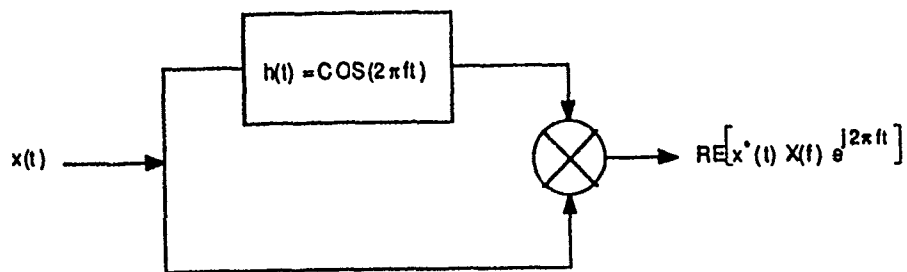 h(t) = COS(2πft)
x(t)
RE[x*(t) X(f) e^j2πft]